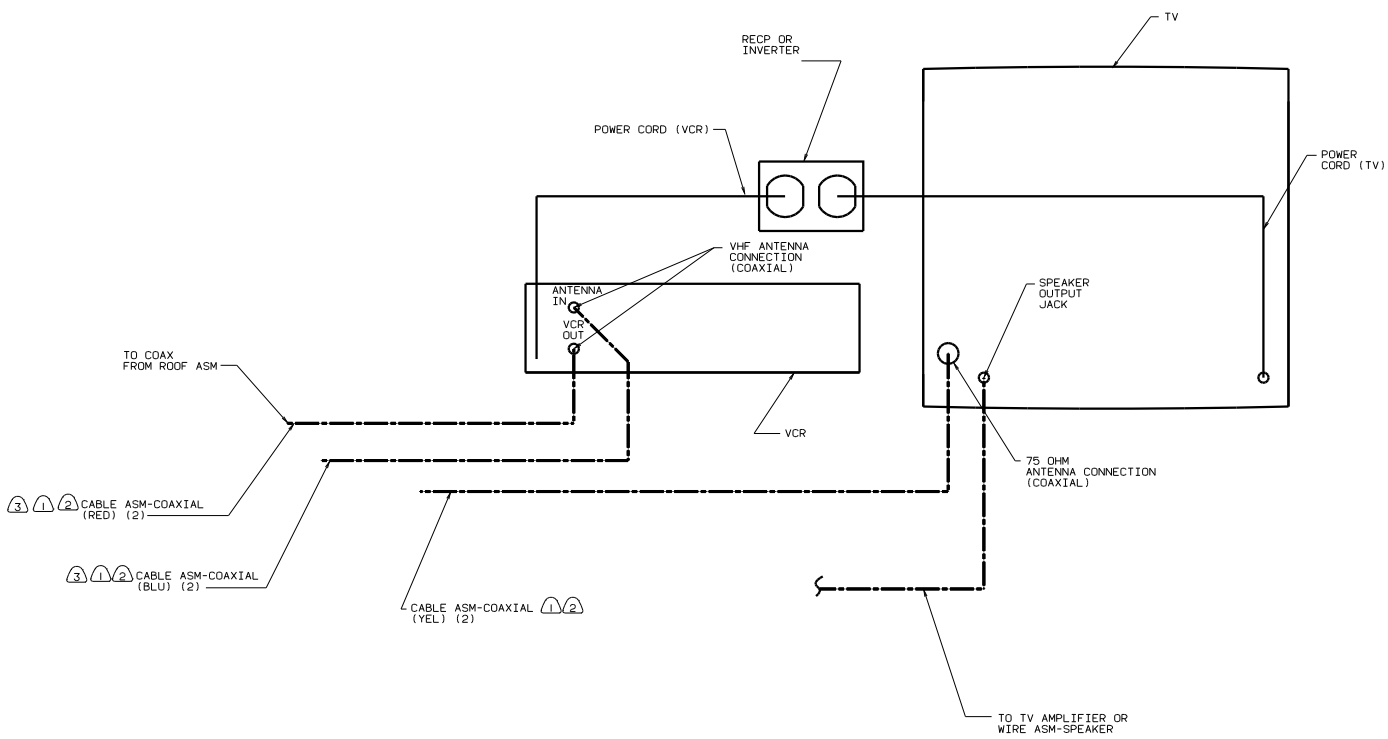 TV
RECP OR
INVERTER
POWER CORD (VCR)
POWER
CORD (TV)
VHF ANTENNA
CONNECTION
(COAXIAL)
ANTENNA
IN
VCR
OUT
SPEAKER
OUTPUT
JACK
TO COAX
FROM ROOF ASM
VCR
75 OHM
ANTENNA CONNECTION
(COAXIAL)
3 1 2 CABLE ASM-COAXIAL
(RED) (2)
3 1 2 CABLE ASM-COAXIAL
(BLU) (2)
CABLE ASM-COAXIAL 1 2
(YEL) (2)
TO TV AMPLIFIER OR
WIRE ASM-SPEAKER